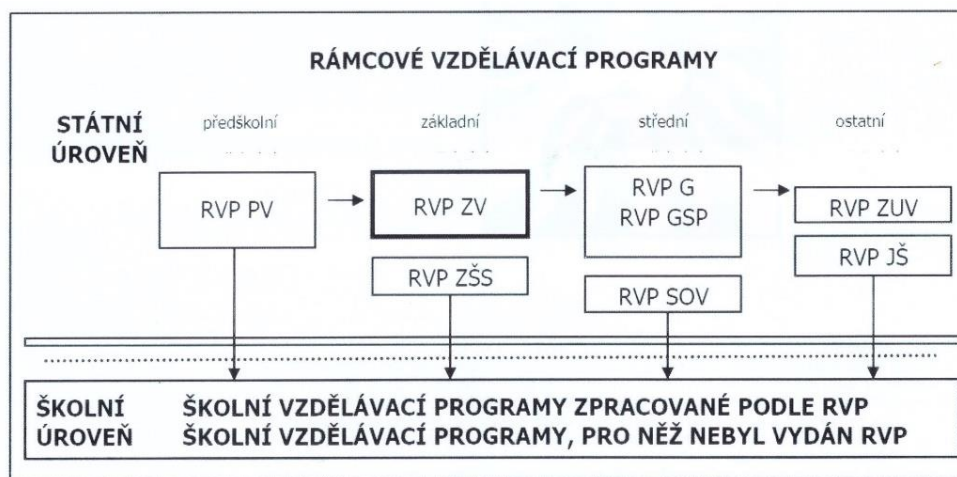 RÁMCOVÉ VZDĚLÁVACÍ PROGRAMY
STÁTNÍ ÚROVEŇ
předškolní základní střední ostatní
RVP PV
RVP ZV
RVP ZŠS
RVP G
RVP GSP
RVP SOV
RVP ZUV
RVP JŠ
ŠKOLNÍ ÚROVEŇ
ŠKOLNÍ VZDĚLÁVACÍ PROGRAMY ZPRACOVANÉ PODLE RVP
ŠKOLNÍ VZDĚLÁVACÍ PROGRAMY, PRO NĚŽ NEBYL VYDÁN RVP